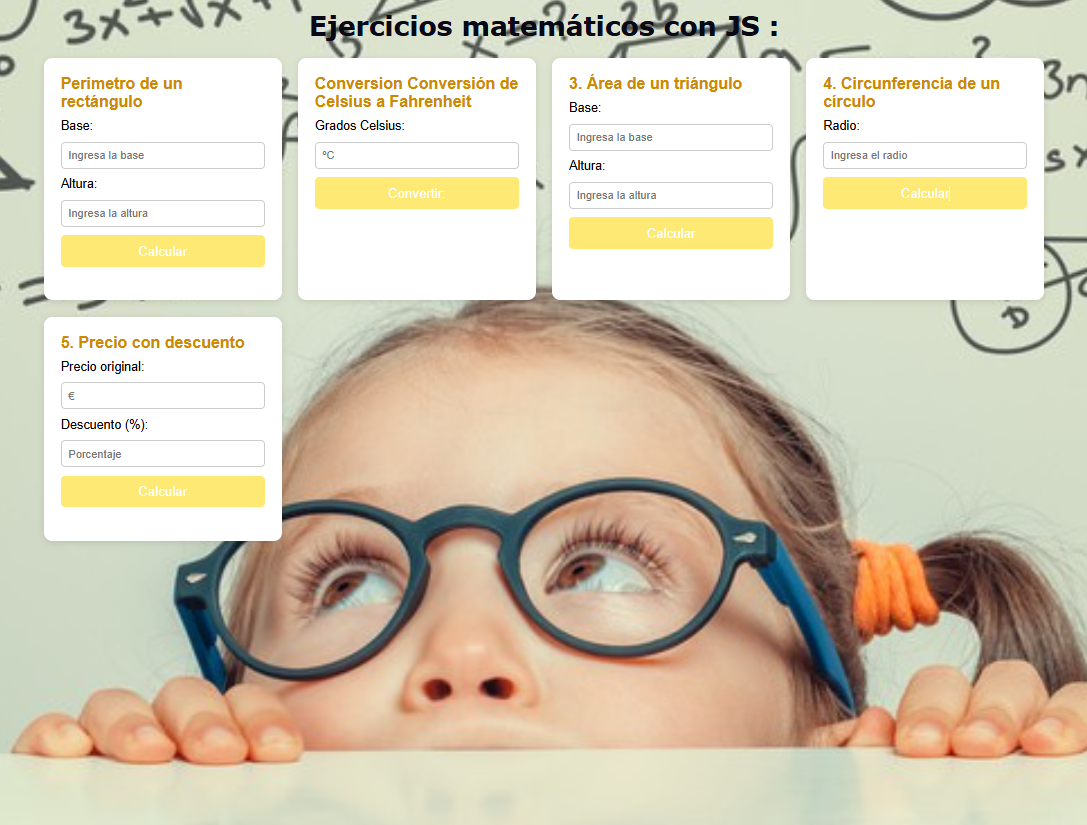 Ejercicios matemáticos con JS :
Perimetro de un
rectángulo
Base:
Ingresa la base
Altura:
Ingresa la altura
Calcular
Conversion Conversión de
Celsius a Fahrenheit
Grados Celsius:
ºC
Convertir:
3. Área de un triángulo
Base:
Ingresa la base
Altura:
Ingresa la altura
Calcular
4. Circunferencia de un
círculo
Radio:
Ingresa el radio
Calcular
5. Precio con descuento
Precio original:
€
Descuento (%):
Porcentaje
Calcular